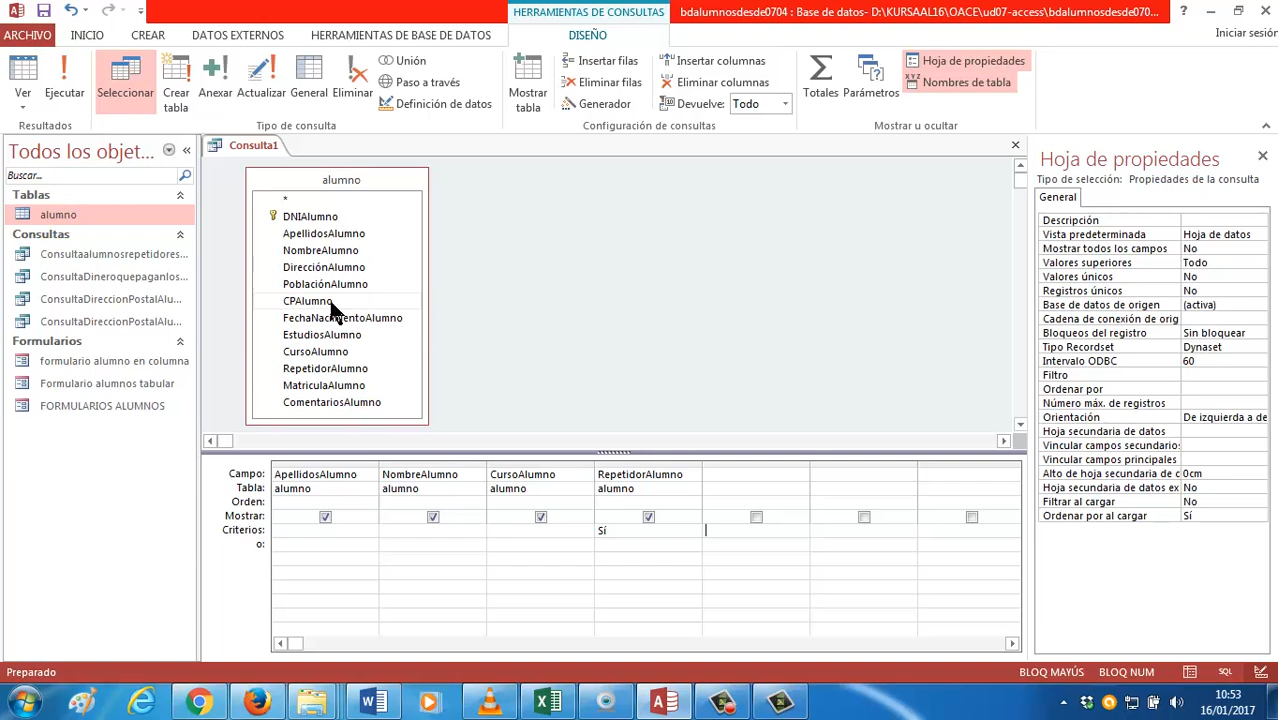 HERRAMIENTAS DE CONSULTAS
bdalumnosdesde0704 : Base de datos- D:\KURSAAL16\OACE\ud07-access\bdalumnosdesde070...
ARCHIVO INICIO CREAR DATOS EXTERNOS HERRAMIENTAS DE BASE DE DATOS DISEÑO Iniciar sesión
Ver
Ejecutar
Resultados
Seleccionar
Crear tabla
Anexar
Actualizar
General
Eliminar
Unión
Paso a través
Definición de datos
Tipo de consulta
Mostrar tabla
Insertar filas
Eliminar filas
Generador
Insertar columnas
Eliminar columnas
Devuelve: Todo
Configuración de consultas
Totales
Parámetros
Hoja de propiedades
Nombres de tabla
Mostrar u ocultar
Todos los objet...
Buscar...
Tablas
alumno
Consultas
Consultaalumnosrepetidores...
ConsultaDineroquepaganlos...
ConsultaDireccionPostalAlu...
ConsultaDireccionPostalAlu...
Formularios
formulario alumno en columna
Formulario alumnos tabular
FORMULARIOS ALUMNOS
Consulta1
alumno
*
DNIAlumno
ApellidosAlumno
NombreAlumno
DirecciónAlumno
PoblaciónAlumno
CPAlumno
FechaNacimientoAlumno
EstudiosAlumno
CursoAlumno
RepetidorAlumno
MatriculaAlumno
ComentariosAlumno
Campo: ApellidosAlumno NombreAlumno CursoAlumno RepetidorAlumno
Tabla: alumno alumno alumno alumno
Orden:
Mostrar:
Criterios: Sí
o:
Hoja de propiedades
Tipo de selección: Propiedades de la consulta
General
Descripción
Vista predeterminada Hoja de datos
Mostrar todos los campos No
Valores superiores Todo
Valores únicos No
Registros únicos No
Base de datos de origen (activa)
Cadena de conexión de orig
Bloqueos del registro Sin bloquear
Tipo Recordset Dynaset
Intervalo ODBC 60
Filtro
Ordenar por
Número máx. de registros
Orientación De izquierda a de
Hoja secundaria de datos
Vincular campos secundarios
Vincular campos principales
Alto de hoja secundaria de d 0cm
Hoja secundaria de datos ex No
Filtrar al cargar No
Ordenar por al cargar Sí
Preparado BLOQ MAYÚS BLOQ NUM SQL
10:53
16/01/2017